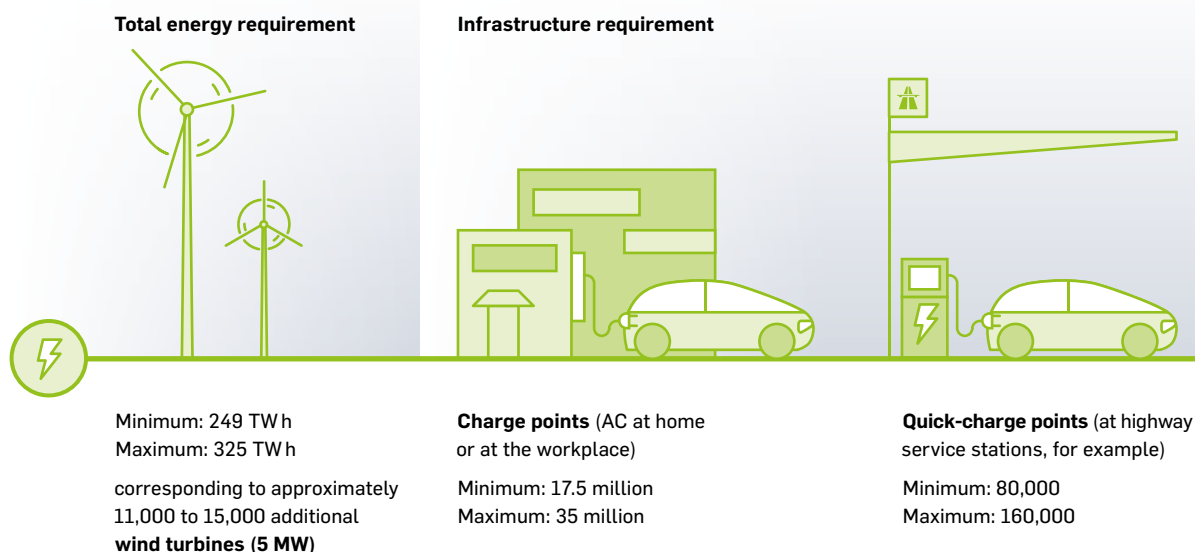 Total energy requirement
Infrastructure requirement
Minimum: 249 TWh
Maximum: 325 TWh
corresponding to approximately
11,000 to 15,000 additional
wind turbines (5 MW)
Charge points (AC at home
or at the workplace)
Minimum: 17.5 million
Maximum: 35 million
Quick-charge points (at highway
service stations, for example)
Minimum: 80,000
Maximum: 160,000